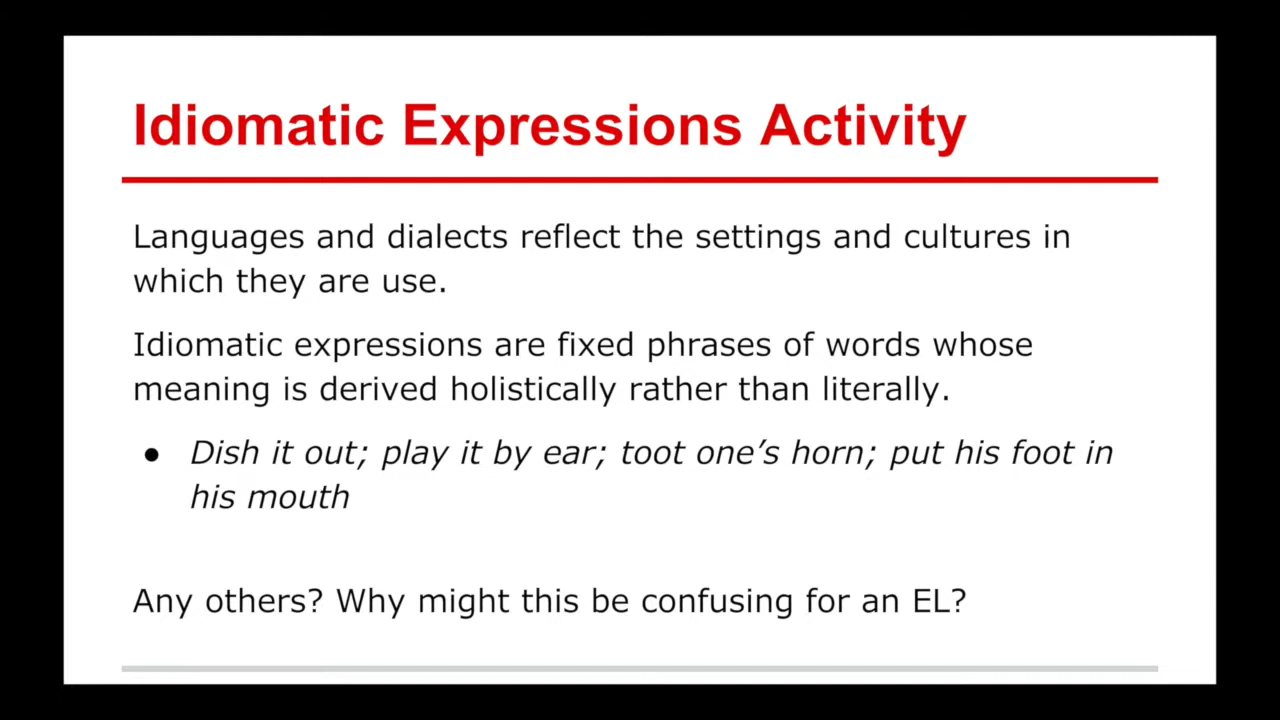 Idiomatic Expressions Activity
Languages and dialects reflect the settings and cultures in
which they are use.
Idiomatic expressions are fixed phrases of words whose
meaning is derived holistically rather than literally.
● Dish it out; play it by ear; toot one’s horn; put his foot in
his mouth
Any others? Why might this be confusing for an EL?